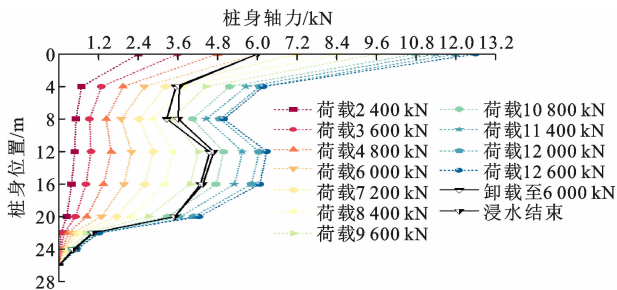 桩身轴力/kN
1.2 2.4 3.6 4.8 6.0 7.2 8.4 9.6 10.8 12.0 13.2
桩身位置/m
0
4
8
12
16
20
24
28
荷载2 400 kN
荷载3 600 kN
荷载4 800 kN
荷载6 000 kN
荷载7 200 kN
荷载8 400 kN
荷载9 600 kN
荷载10 800 kN
荷载11 400 kN
荷载12 000 kN
荷载12 600 kN
卸载至6 000 kN
浸水结束